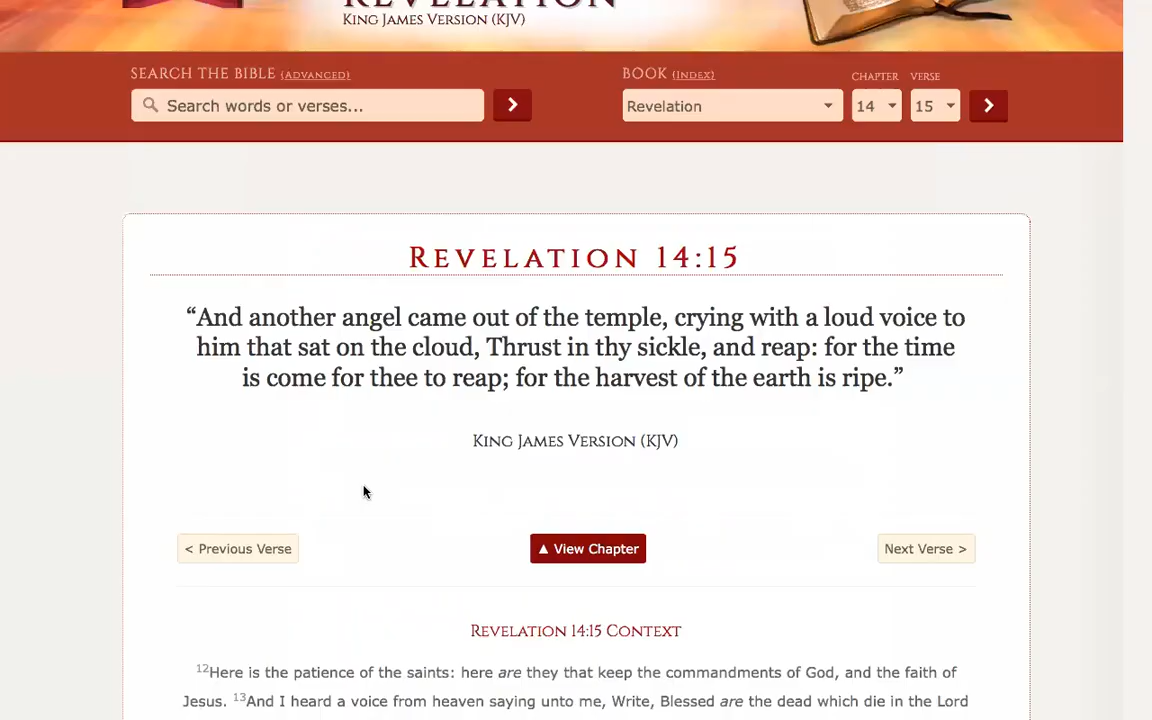 REVELATION
KING JAMES VERSION (KJV)
SEARCH THE BIBLE (ADVANCED)
BOOK (INDEX)
CHAPTER VERSE
Search words or verses...
Revelation
14
15
REVELATION 14:15
“And another angel came out of the temple, crying with a loud voice to
him that sat on the cloud, Thrust in thy sickle, and reap: for the time
is come for thee to reap; for the harvest of the earth is ripe.”
KING JAMES VERSION (KJV)
< Previous Verse
▲ View Chapter
Next Verse >
REVELATION 14:15 CONTEXT
12Here is the patience of the saints: here are they that keep the commandments of God, and the faith of
Jesus. 13And I heard a voice from heaven saying unto me, Write, Blessed are the dead which die in the Lord